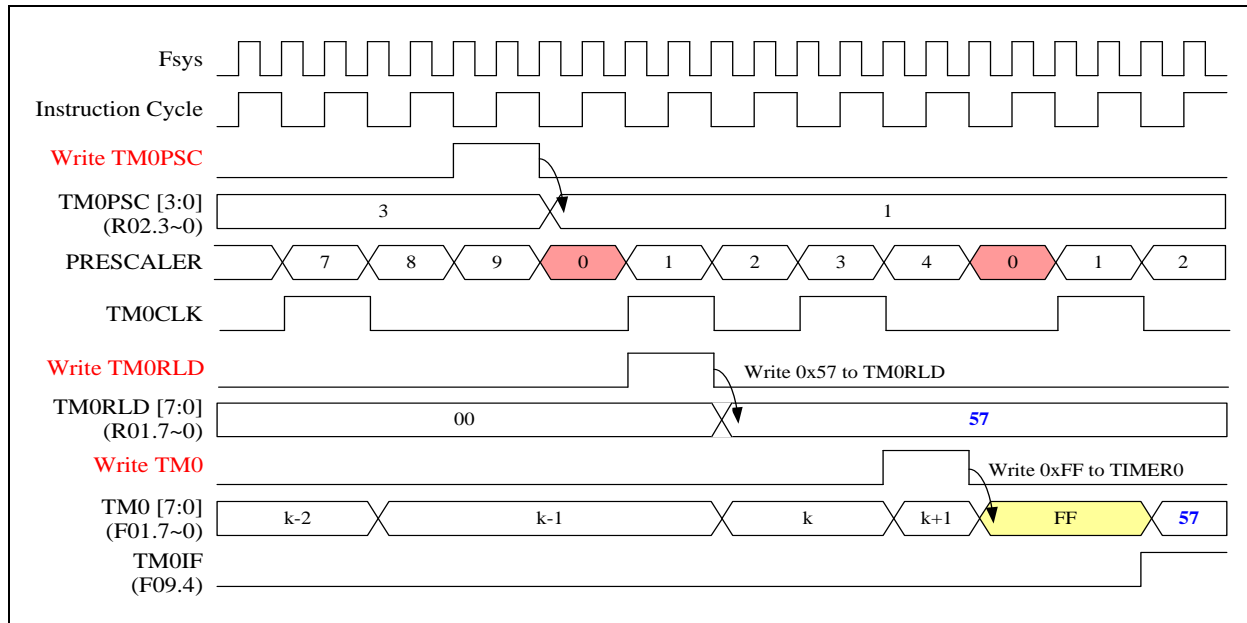 Fsys
Instruction Cycle
Write TM0PSC
TM0PSC [3:0]
(R02.3~0)
3 1
PRESCALER
7 8 9 0 1 2 3 4 0 1 2
TM0CLK
Write TM0RLD
Write 0x57 to TM0RLD
TM0RLD [7:0]
(R01.7~0)
00 57
Write TM0
Write 0xFF to TIMER0
TM0 [7:0]
(F01.7~0)
k-2 k-1 k k+1 FF 57
TM0IF
(F09.4)